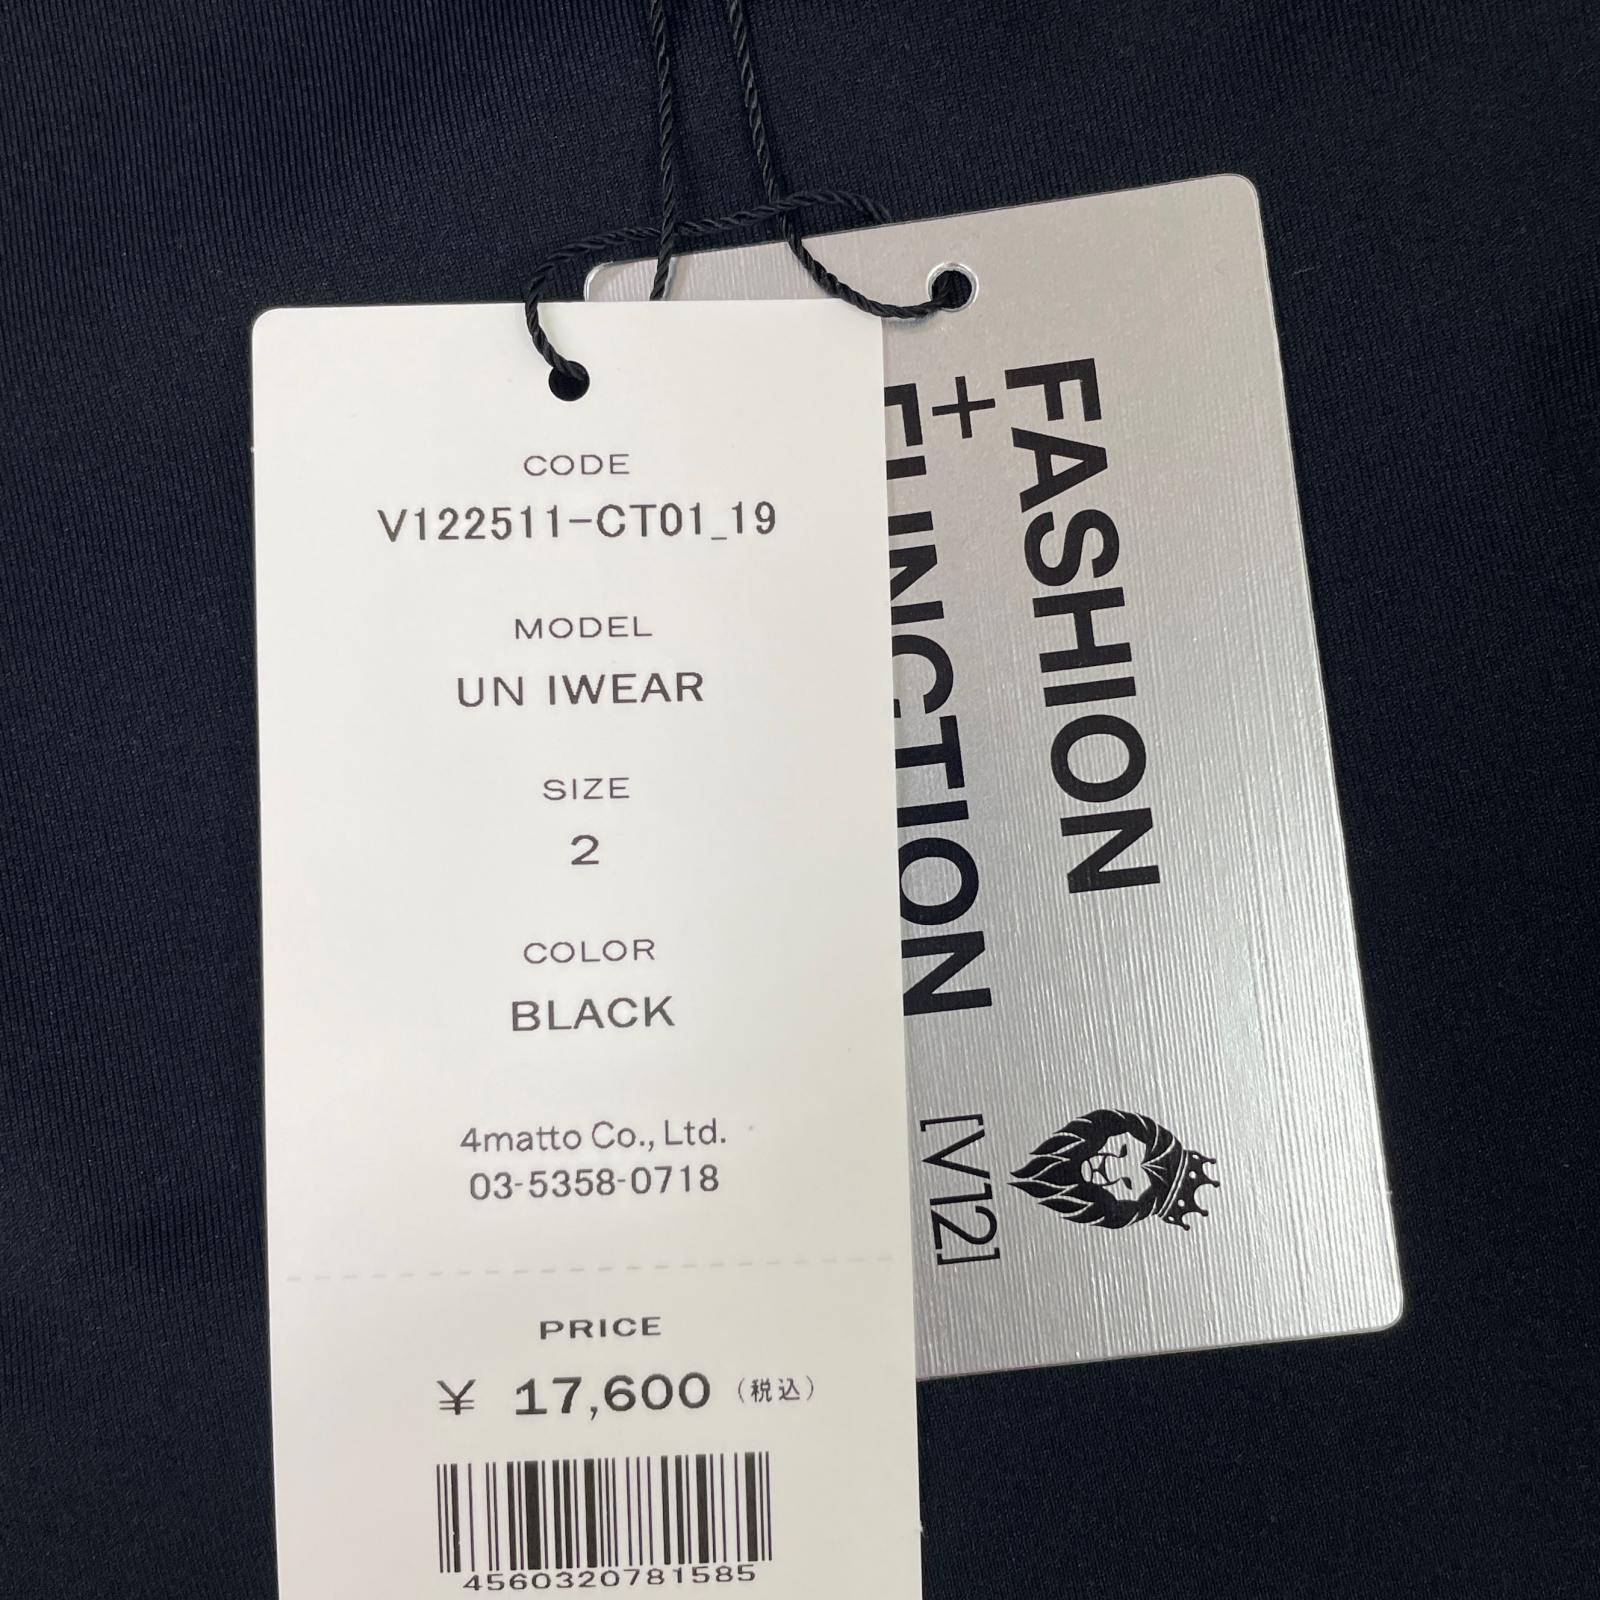 CODE
V122511-CT01_19
MODEL
UN IWEAR
SIZE
2
COLOR
BLACK
4matto Co., Ltd.
03-5358-0718
PRICE
¥ 17,600 (税込)
4560320781585
FASHION
+ FUNCTION
[V12]